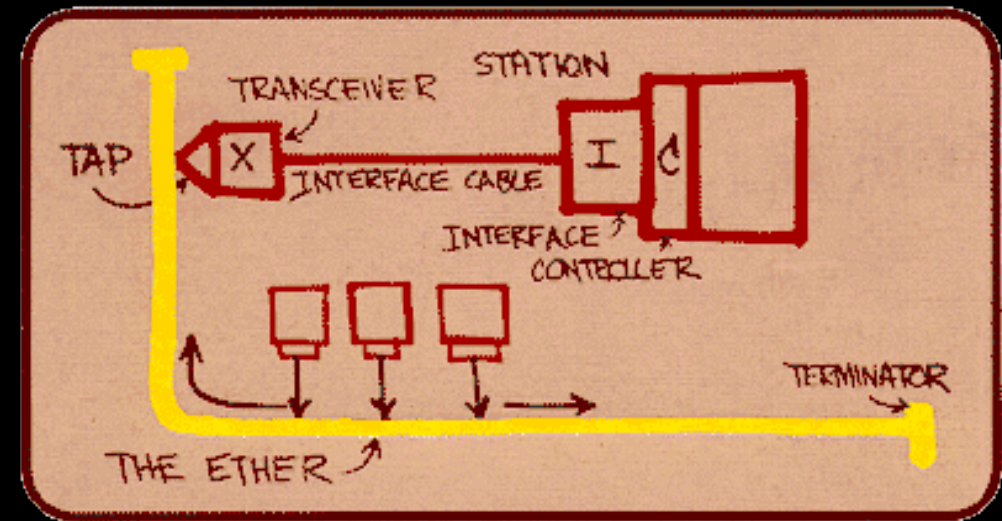 STATION
TRANSCEIVER
TAP
X
I
C
INTERFACE CABLE
INTERFACE
CONTROLLER
TERMINATOR
THE ETHER